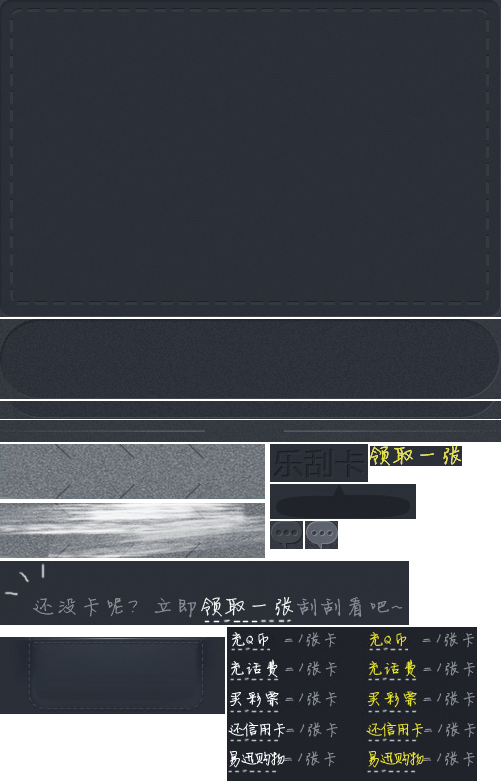 乐刮卡 领取一张
还没卡呢？立即领取一张刮刮看吧~
充Q币 =1张卡 充Q币 =1张卡
充话费=1张卡 充话费=1张卡
买彩票=1张卡 买彩票=1张卡
还信用卡=1张卡 还信用卡=1张卡
易迅购物=1张卡 易迅购物=1张卡